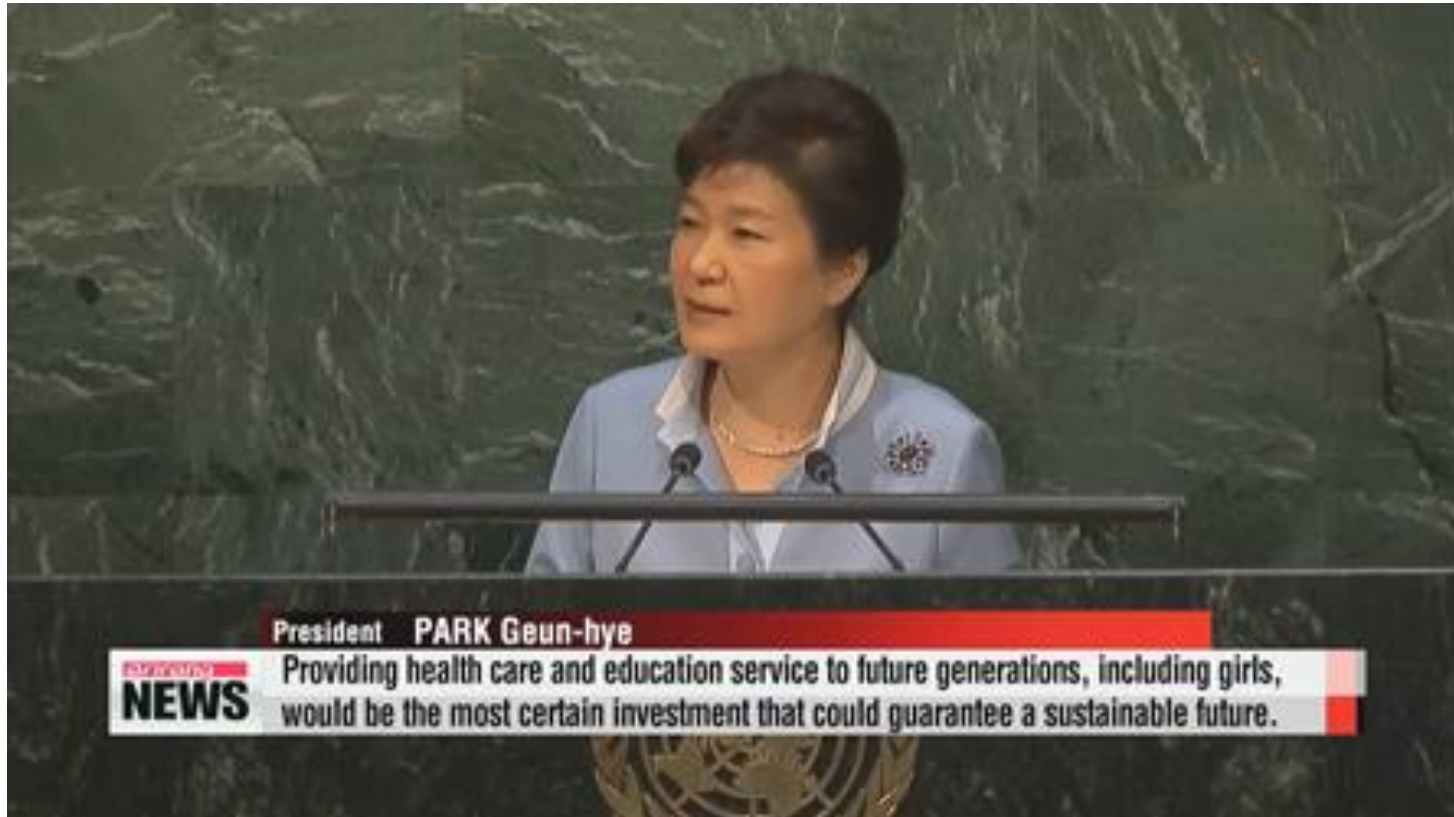 President PARK Geun-hye
arirang
NEWS
Providing health care and education service to future generations, including girls,
would be the most certain investment that could guarantee a sustainable future.